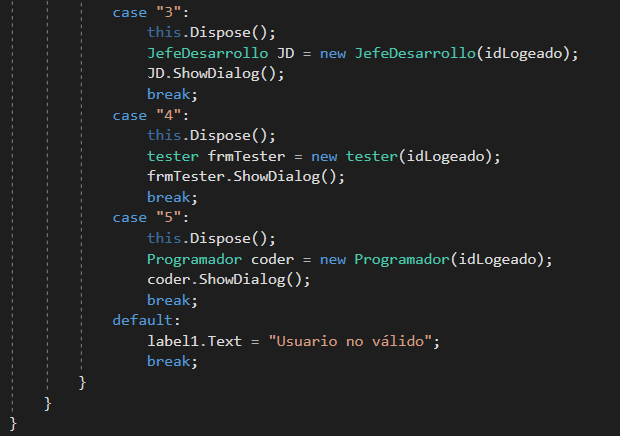 case "3":
this.Dispose();
JefeDesarrollo JD = new JefeDesarrollo(idLogeado);
JD.ShowDialog();
break;
case "4":
this.Dispose();
tester frmTester = new tester(idLogeado);
frmTester.ShowDialog();
break;
case "5":
this.Dispose();
Programador coder = new Programador(idLogeado);
coder.ShowDialog();
break;
default:
label1.Text = "Usuario no válido";
break;
}
}
}